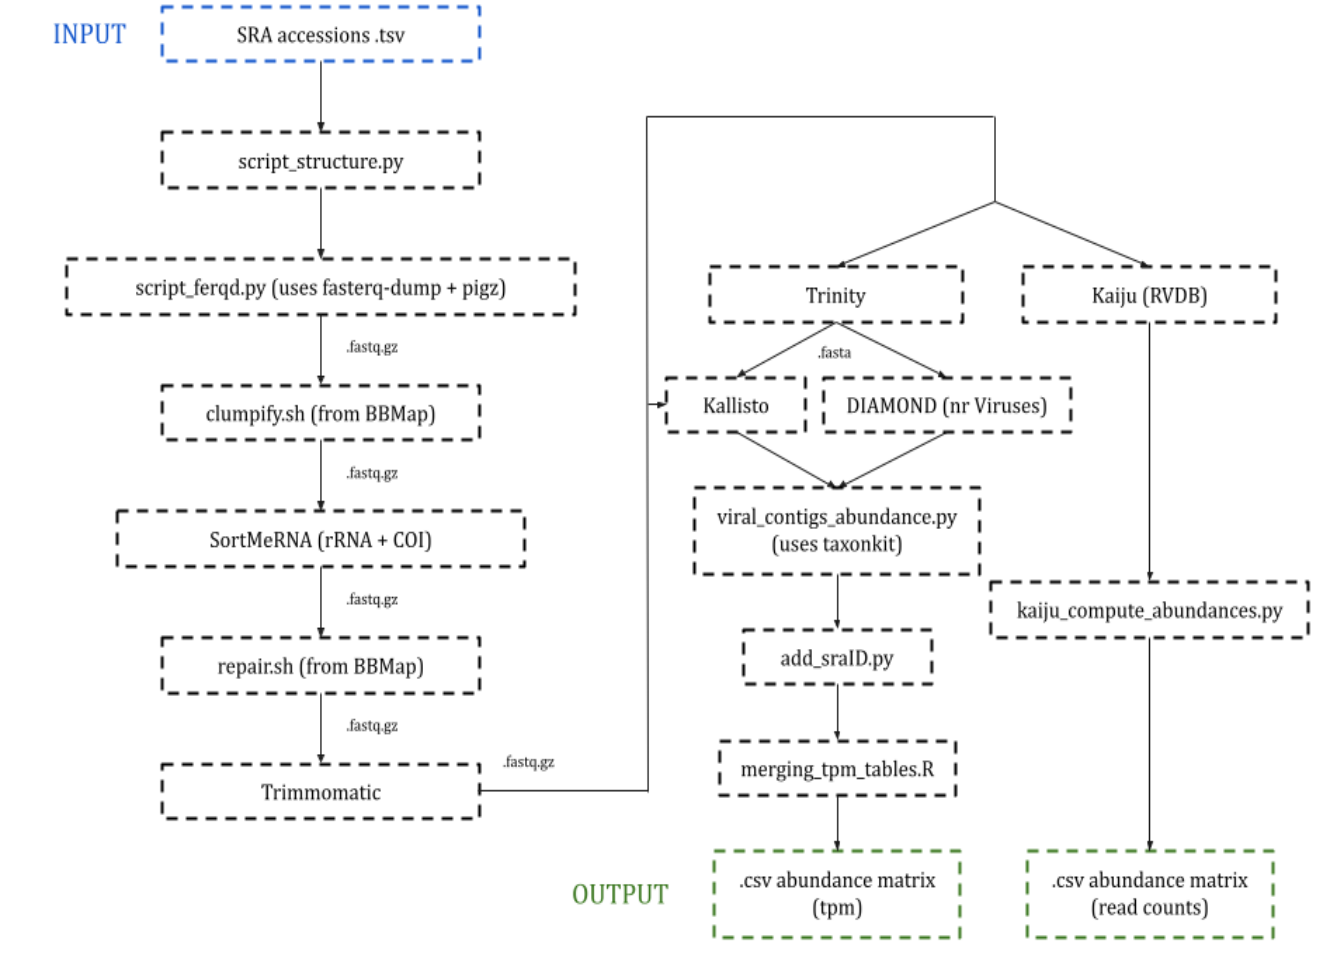 INPUT
SRA accessions .tsv
script_structure.py
script_ferqd.py (uses fasterq-dump + pigz)
.fastq.gz
clumpify.sh (from BBMap)
.fastq.gz
SortMeRNA (rRNA + COI)
.fastq.gz
repair.sh (from BBMap)
.fastq.gz
Trimmomatic
.fastq.gz
Trinity
Kaiju (RVDB)
.fasta
Kallisto
DIAMOND (nr Viruses)
viral_contigs_abundance.py
(uses taxonkit)
kaiju_compute_abundances.py
add_sraID.py
merging_tpm_tables.R
OUTPUT
.csv abundance matrix
(tpm)
.csv abundance matrix
(read counts)